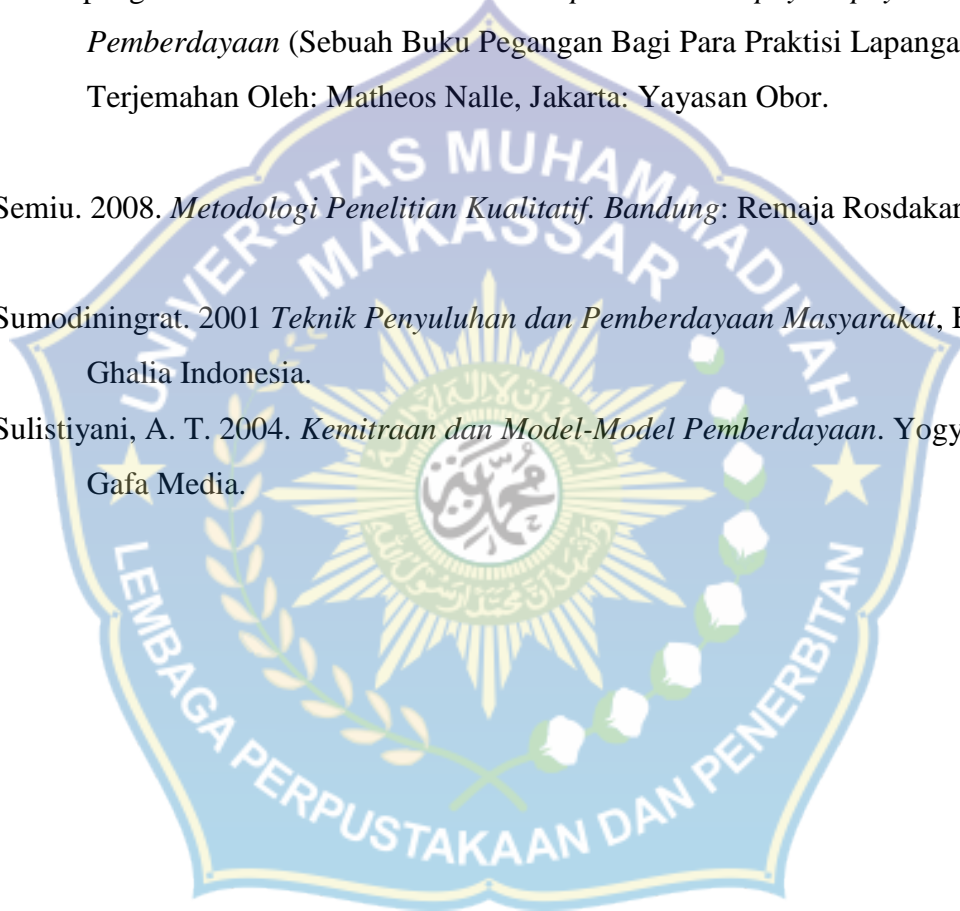 Pemberdayaan (Sebuah Buku Pegangan Bagi Para Praktisi Lapanga
Terjemahan Oleh: Matheos Nalle, Jakarta: Yayasan Obor.
Semiu. 2008. Metodologi Penelitian Kualitatif. Bandung: Remaja Rosdakar
Sumodiningrat. 2001 Teknik Penyuluhan dan Pemberdayaan Masyarakat,
Ghalia Indonesia.
Sulistiyani, A. T. 2004. Kemitraan dan Model-Model Pemberdayaan. Yogy
Gafa Media.
UNIVERSITAS MUHAMMADIYAH
MAKASSAR
LEMBAGA PERPUSTAKAAN DAN PENERBITAN